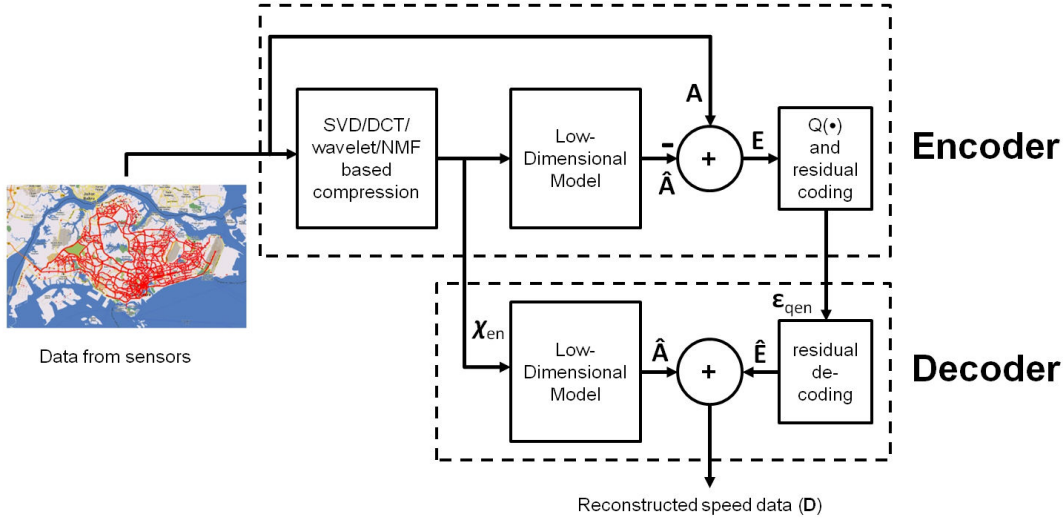 A
SVD/DCT/
wavelet/NMF
based
compression
Low-
Dimensional
Model
-
Â
+
E
Q(•)
and
residual
coding
Encoder
Data from sensors
χen
Low-
Dimensional
Model
Â
+
Ê
εqen
residual
de-
coding
Decoder
Reconstructed speed data (D)